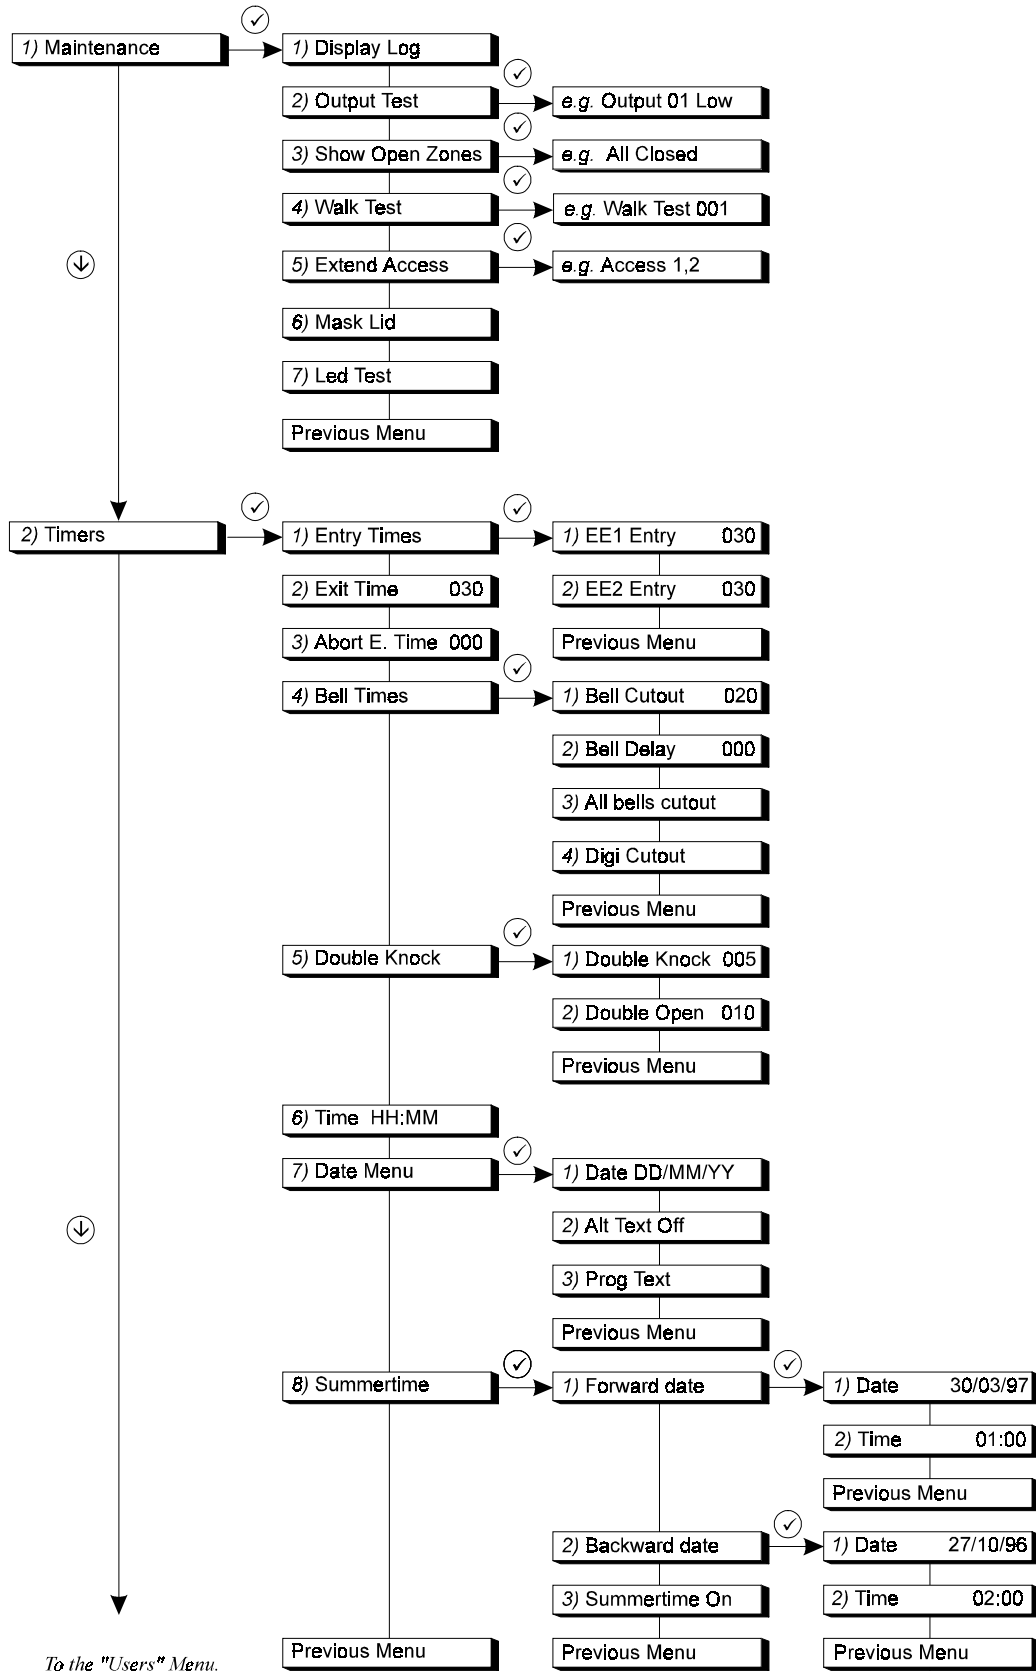 1) Maintenance
1) Display Log
2) Output Test
e.g. Output 01 Low
3) Show Open Zones
e.g. All Closed
4) Walk Test
e.g. Walk Test 001
5) Extend Access
e.g. Access 1,2
6) Mask Lid
7) Led Test
Previous Menu
2) Timers
1) Entry Times
1) EE1 Entry 030
2) Exit Time 030
2) EE2 Entry 030
3) Abort E. Time 000
Previous Menu
4) Bell Times
1) Bell Cutout 020
2) Bell Delay 000
3) All bells cutout
4) Digi Cutout
Previous Menu
5) Double Knock
1) Double Knock 005
2) Double Open 010
Previous Menu
6) Time HH:MM
7) Date Menu
1) Date DD/MM/YY
2) Alt Text Off
3) Prog Text
Previous Menu
8) Summertime
1) Forward date
1) Date 30/03/97
2) Time 01:00
Previous Menu
2) Backward date
1) Date 27/10/96
3) Summertime On
2) Time 02:00
Previous Menu
Previous Menu
Previous Menu
To the "Users" Menu.